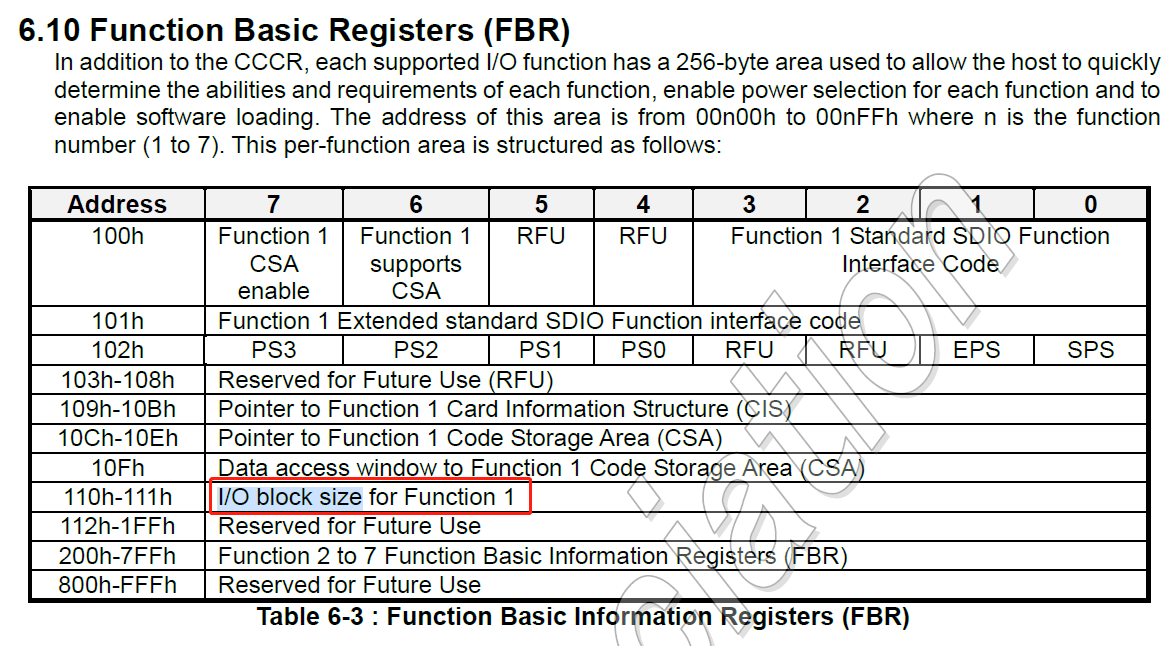 6.10 Function Basic Registers (FBR)
In addition to the CCCR, each supported I/O function has a 256-byte area used to allow the host to quickly
determine the abilities and requirements of each function, enable power selection for each function and to
enable software loading. The address of this area is from 00n00h to 00nFFh where n is the function
number (1 to 7). This per-function area is structured as follows:
Address 7 6 5 4 3 2 1 0
100h Function 1 CSA enable Function 1 supports CSA RFU RFU Function 1 Standard SDIO Function Interface Code
101h Function 1 Extended standard SDIO Function interface code
102h PS3 PS2 PS1 PS0 RFU RFU EPS SPS
103h-108h Reserved for Future Use (RFU)
109h-10Bh Pointer to Function 1 Card Information Structure (CIS)
10Ch-10Eh Pointer to Function 1 Code Storage Area (CSA)
10Fh Data access window to Function 1 Code Storage Area (CSA)
110h-111h I/O block size for Function 1
112h-1FFh Reserved for Future Use
200h-7FFh Function 2 to 7 Function Basic Information Registers (FBR)
800h-FFFh Reserved for Future Use
Table 6-3 : Function Basic Information Registers (FBR)
ciation